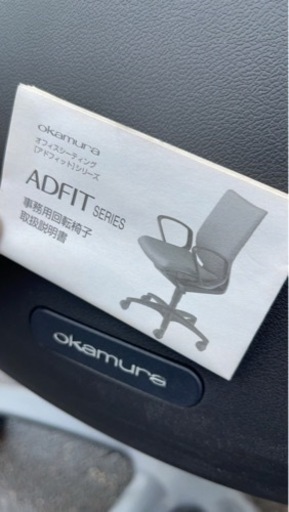 okamura
オフィスシーティング
[アドフィット]シリーズ
ADFIT SERIES
事務用回転椅子
取扱説明書
okamura